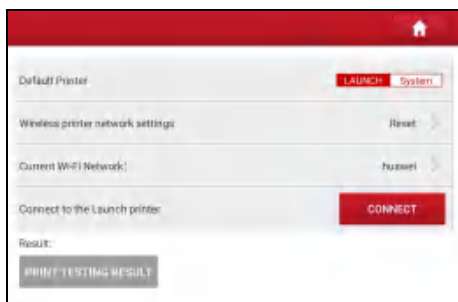 Default Printer LAUNCH System
Wireless printer network settings Reset
Current Wi-Fi Network: huawei
Connect to the Launch printer CONNECT
Result:
PRINT TESTING RESULT